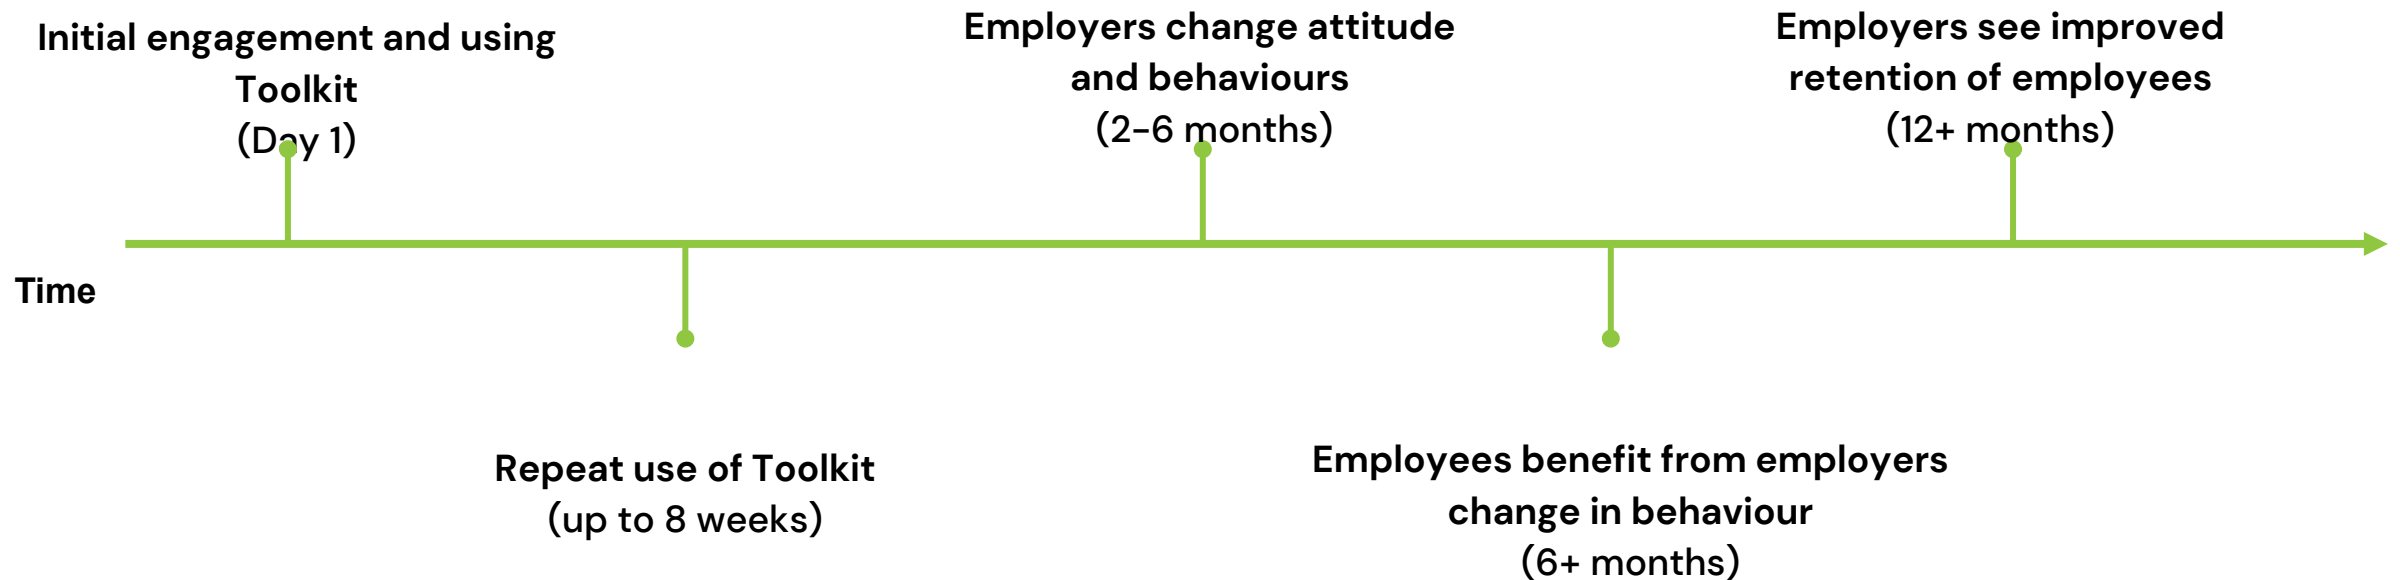 Initial engagement and using
Toolkit
(Day 1)
Employers change attitude
and behaviours
(2-6 months)
Employers see improved
retention of employees
(12+ months)
Time
Repeat use of Toolkit
(up to 8 weeks)
Employees benefit from employers
change in behaviour
(6+ months)